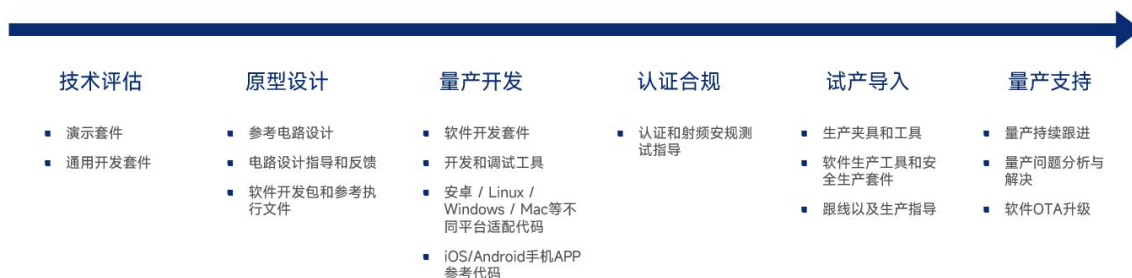 技术评估
演示套件
通用开发套件
原型设计
参考电路设计
电路设计指导和反馈
软件开发包和参考执
行文件
量产开发
软件开发套件
开发和调试工具
安卓 / Linux /
Windows / Mac等不
同平台适配代码
iOS/Android手机APP
参考代码
认证合规
认证和射频安规测
试指导
试产导入
生产夹具和工具
软件生产工具和安
全生产套件
跟线以及生产指导
量产支持
量产持续跟进
量产问题分析与
解决
软件OTA升级